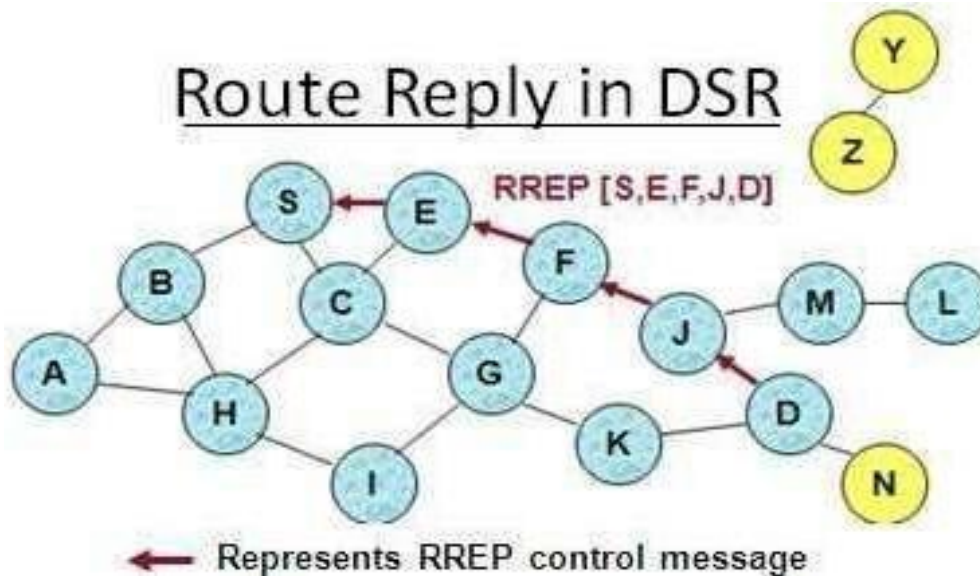 Y
Route Reply in DSR
Z
RREP [S,E,F,J,D]
S
E
F
B
C
M
L
J
A
G
H
D
K
I
N
Represents RREP control message